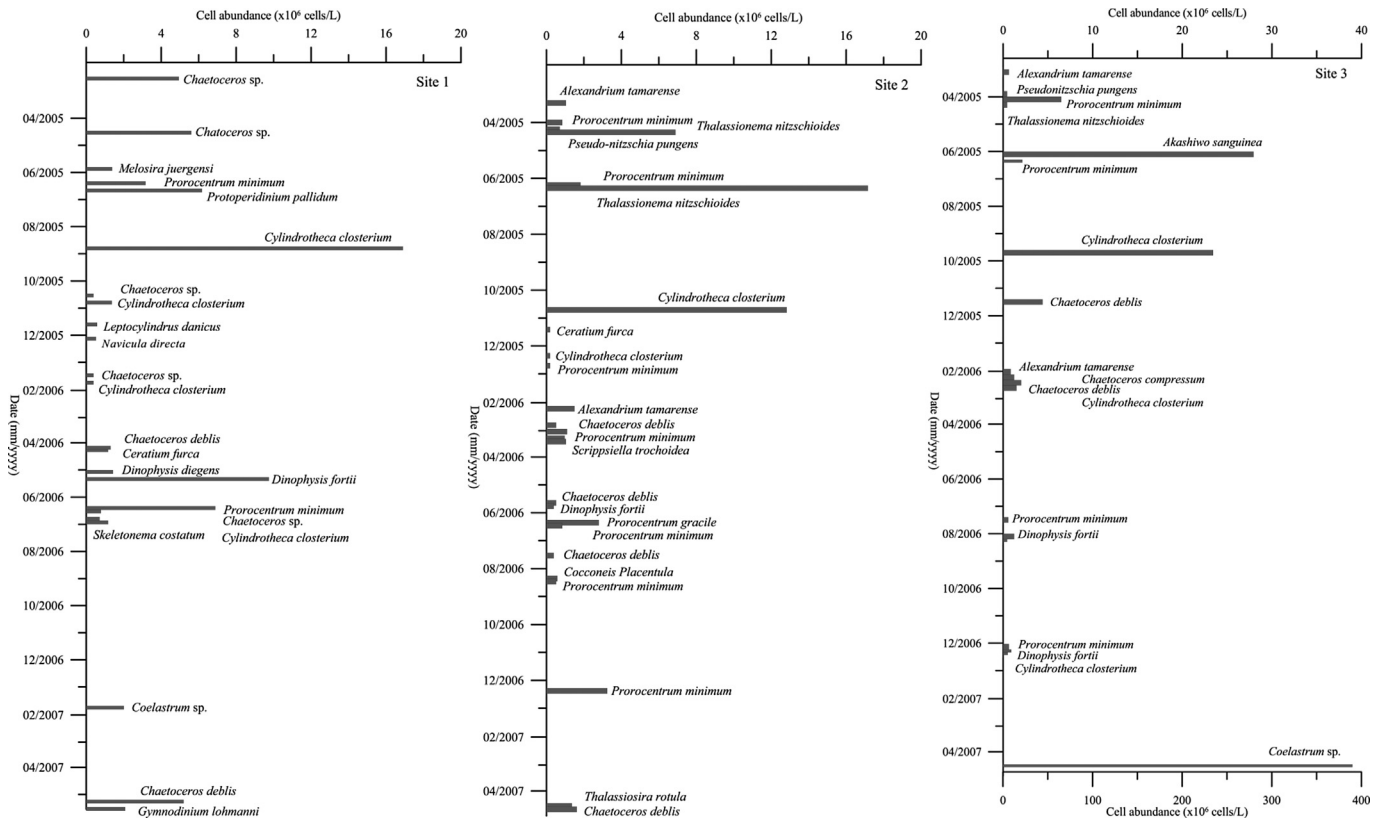 Cell abundance (x10⁶ cells/L)
0 4 8 12 16 20
Site 1
Chaetoceros sp.
04/2005
Chatoceros sp.
Melosira juergensi
06/2005
Prorocentrum minimum
Protoperidinium pallidum
08/2005
Cylindrotheca closterium
10/2005
Chaetoceros sp.
Cylindrotheca closterium
Leptocylindrus danicus
12/2005
Navicula directa
Chaetoceros sp.
02/2006
Cylindrotheca closterium
Date (mm/yyyy)
04/2006
Chaetoceros deblis
Ceratium furca
Dinophysis diegens
Dinophysis fortii
06/2006
Prorocentrum minimum
Chaetoceros sp.
Skeletonema costatum Cylindrotheca closterium
08/2006
10/2006
12/2006
Coelastrum sp.
02/2007
04/2007
Chaetoceros deblis
Gymnodinium lohmanni
Cell abundance (x10⁶ cells/L)
0 4 8 12 16 20
Site 2
Alexandrium tamarense
04/2005
Prorocentrum minimum
Thalassionema nitzschioides
Pseudo-nitzschia pungens
06/2005
Prorocentrum minimum
Thalassionema nitzschioides
08/2005
10/2005
Cylindrotheca closterium
Ceratium furca
12/2005
Cylindrotheca closterium
Prorocentrum minimum
02/2006
Alexandrium tamarense
Date (mm/yyyy)
Chaetoceros deblis
Prorocentrum minimum
Scrippsiella trochoidea
04/2006
Chaetoceros deblis
Dinophysis fortii
06/2006
Prorocentrum gracile
Prorocentrum minimum
Chaetoceros deblis
08/2006
Cocconeis Placentula
Prorocentrum minimum
10/2006
12/2006
Prorocentrum minimum
02/2007
04/2007
Thalassiosira rotula
Chaetoceros deblis
Cell abundance (x10⁶ cells/L)
0 10 20 30 40
Site 3
Alexandrium tamarense
Pseudonitzschia pungens
04/2005
Prorocentrum minimum
Thalassionema nitzschioides
Akashiwo sanguinea
06/2005
Prorocentrum minimum
08/2005
Cylindrotheca closterium
10/2005
Chaetoceros deblis
12/2005
Alexandrium tamarense
02/2006
Chaetoceros compressum
Chaetoceros deblis
Cylindrotheca closterium
Date (mm/yyyy)
04/2006
06/2006
Prorocentrum minimum
08/2006
Dinophysis fortii
10/2006
12/2006
Prorocentrum minimum
Dinophysis fortii
Cylindrotheca closterium
02/2007
04/2007
Coelastrum sp.
0 100 200 300 400
Cell abundance (x10⁶ cells/L)